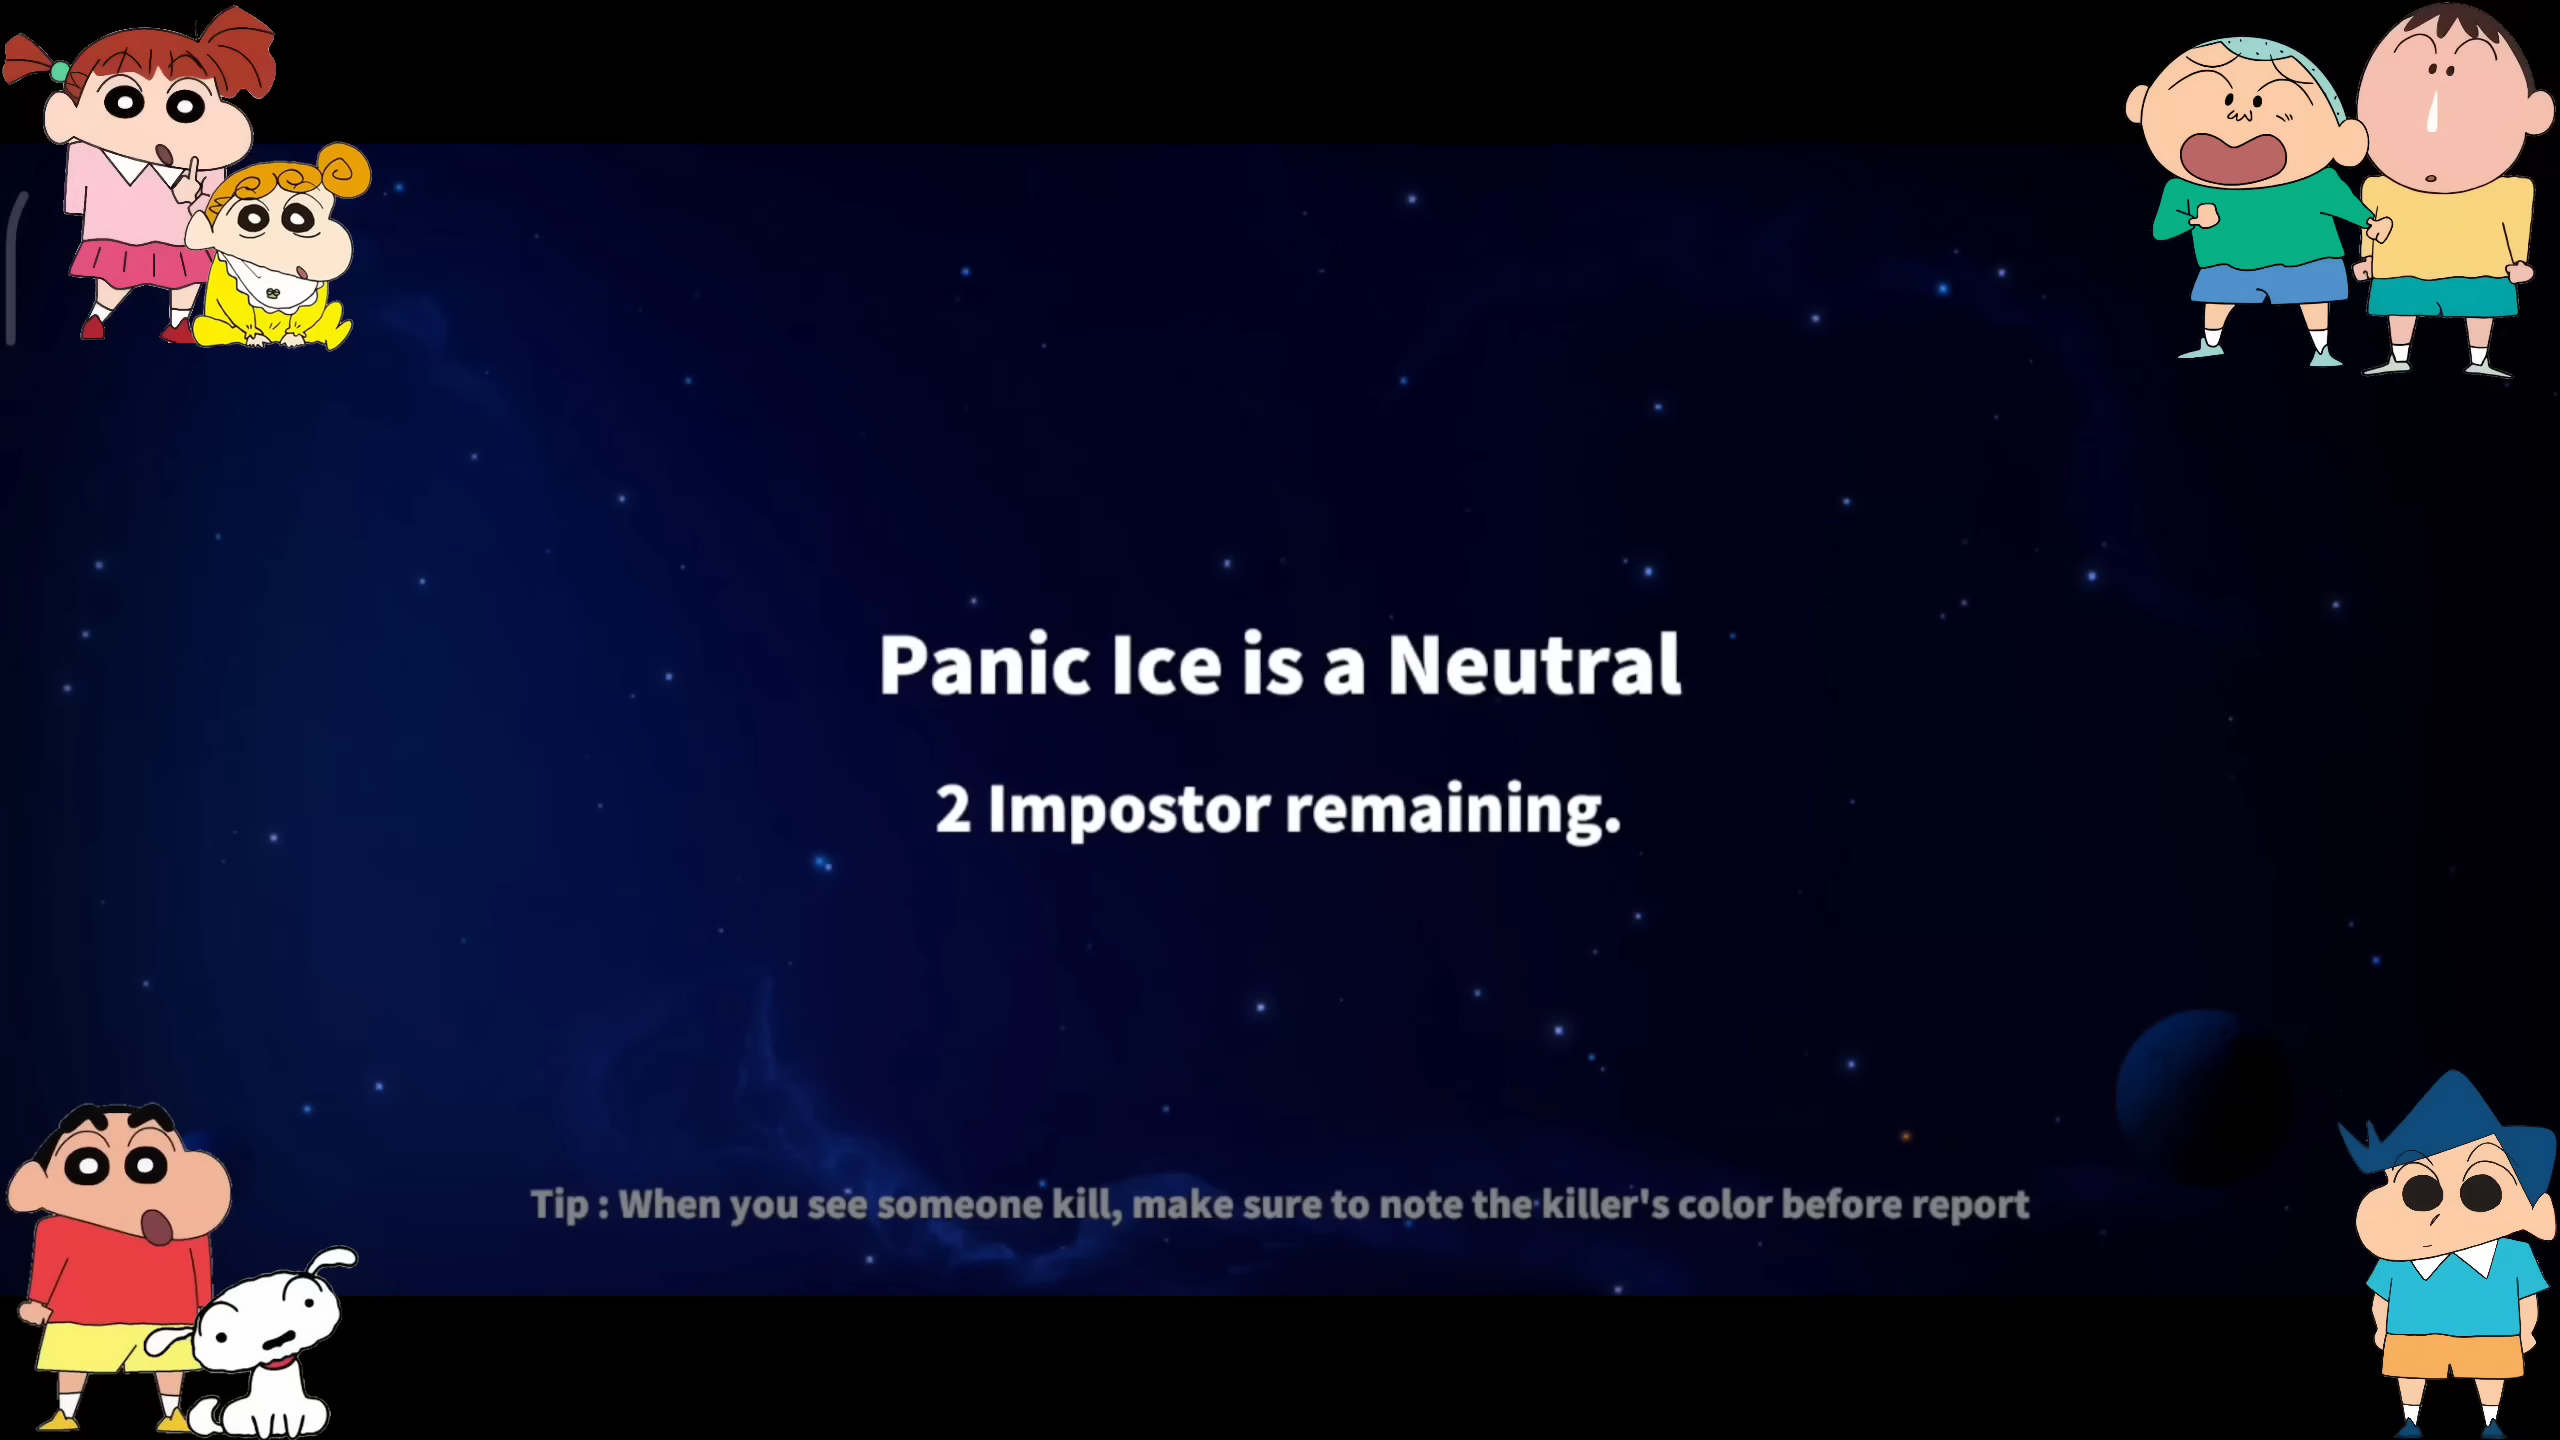 Panic Ice is a Neutral
2 Impostor remaining.
Tip : When you see someone kill, make sure to note the killer's color before report